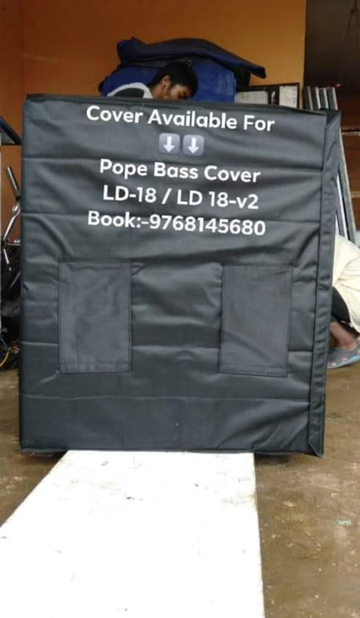 Cover Available For
⬇️⬇️
Pope Bass Cover
LD-18 / LD 18-v2
Book:-9768145680